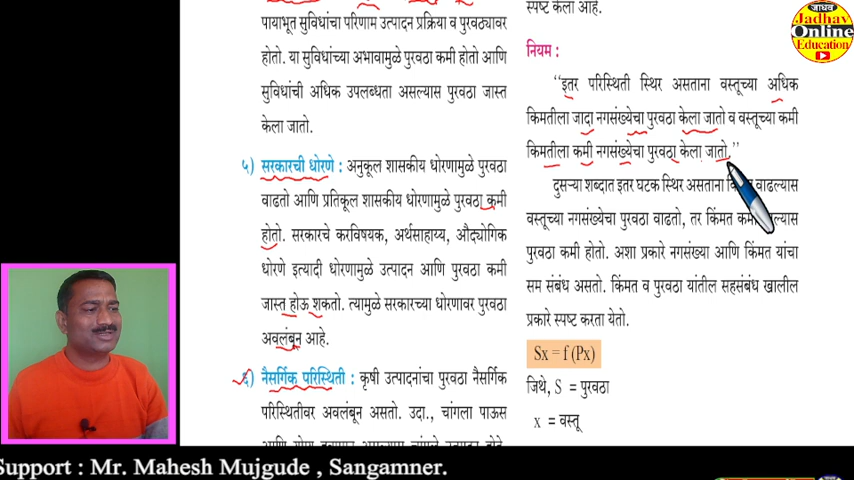 पायाभूत सुविधांचा परिणाम उत्पादन प्रक्रिया व पुरवठ्यावर
होतो. या सुविधांच्या अभावामुळे पुरवठा कमी होतो आणि
सुविधांची अधिक उपलब्धता असल्यास पुरवठा जास्त
केला जातो.
५) सरकारची धोरणे : अनुकूल शासकीय धोरणामुळे पुरवठा
वाढतो आणि प्रतिकूल शासकीय धोरणामुळे पुरवठा कमी
होतो. सरकारचे करविषयक, अर्थसाहाय्य, औद्योगिक
धोरणे इत्यादी धोरणामुळे उत्पादन आणि पुरवठा कमी
जास्त होऊ शकतो. त्यामुळे सरकारच्या धोरणावर पुरवठा
अवलंबून आहे.
६) नैसर्गिक परिस्थिती : कृषी उत्पादनांचा पुरवठा नैसर्गिक
परिस्थितीवर अवलंबून असतो. उदा., चांगला पाऊस
स्पष्ट केला आहे.
नियम :
“इतर परिस्थिती स्थिर असताना वस्तूच्या अधिक
किमतीला जादा नगसंख्येचा पुरवठा केला जातो व वस्तूच्या कमी
किमतीला कमी नगसंख्येचा पुरवठा केला जातो.”
दुसऱ्या शब्दात इतर घटक स्थिर असताना वाढल्यास
वस्तूच्या नगसंख्येचा पुरवठा वाढतो, तर किंमत
पुरवठा कमी होतो. अशा प्रकारे नगसंख्या आणि किंमत यांचा
सम संबंध असतो. किंमत व पुरवठा यांतील सहसंबंध खालील
प्रकारे स्पष्ट करता येतो.
Sx = f (Px)
जिथे, S = पुरवठा
x = वस्तू
जाधव
Jadhav
Online
Education
Support : Mr. Mahesh Mujgude , Sangamner.